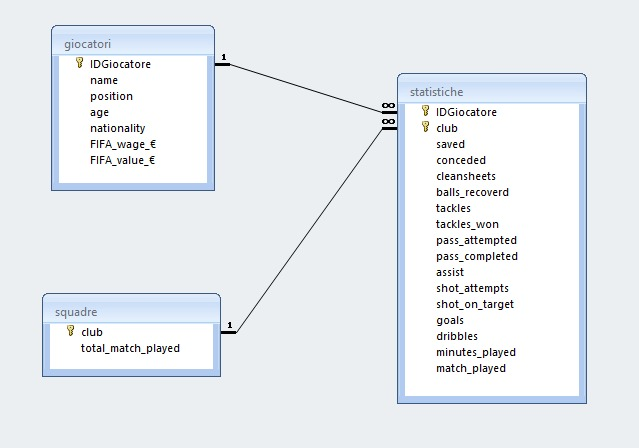 giocatori
IDGiocatore
name
position
age
nationality
FIFA_wage_€
FIFA_value_€
1
∞
∞
statistiche
IDGiocatore
club
saved
conceded
cleansheets
balls_recoverd
tackles
tackles_won
pass_attempted
pass_completed
assist
shot_attempts
shot_on_target
goals
dribbles
minutes_played
match_played
squadre
club
total_match_played
1